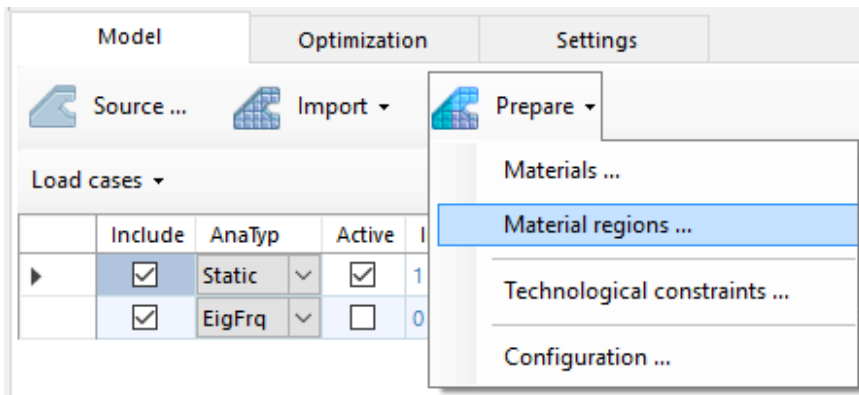 Model Optimization Settings
Source ... Import Prepare
Load cases
Materials ...
Include AnaTyp Active
Material regions ...
Static 1
Technological constraints ...
EigFrq 0
Configuration ...